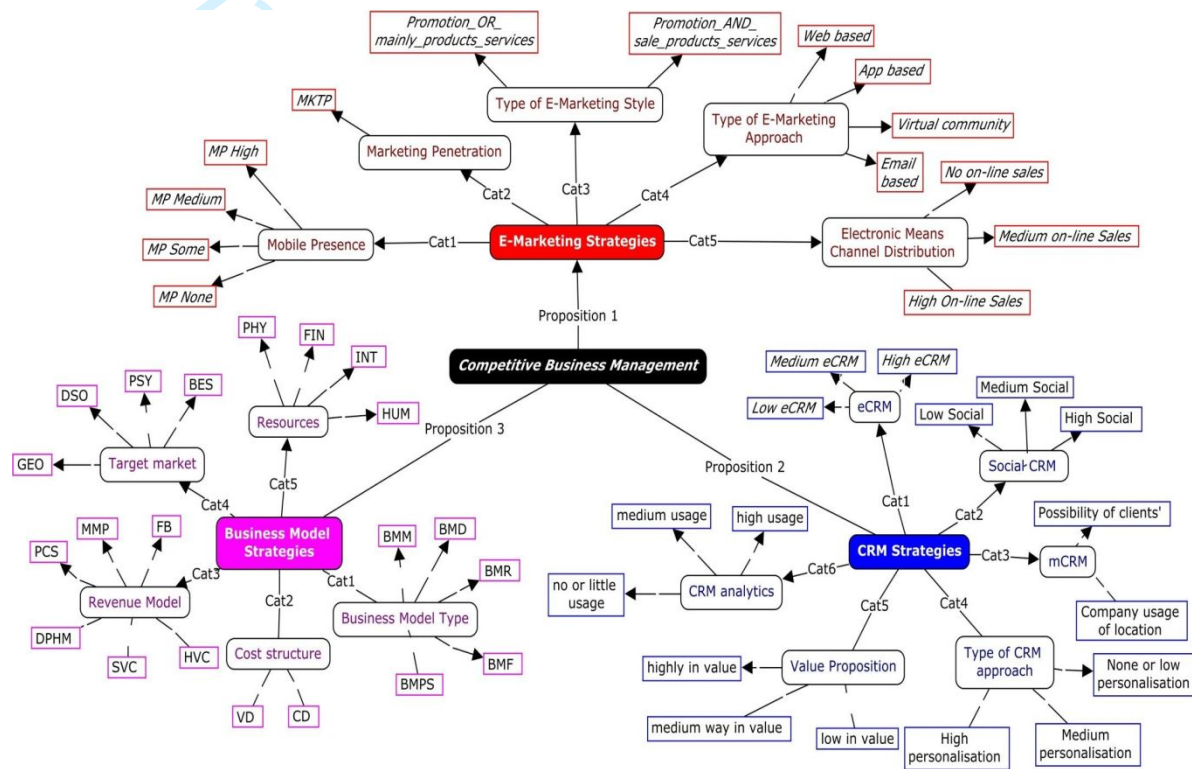 Promotion_OR_
mainly_products_services
Promotion_AND_
sale_products_services
Web based
App based
Virtual community
Email
based
Type of E-Marketing Style
Type of E-Marketing
Approach
MKTP
Marketing Penetration
MP High
MP Medium
MP Some
MP None
Mobile Presence
Cat1
Cat2
Cat3
Cat4
Cat5
E-Marketing Strategies
Electronic Means
Channel Distribution
No on-line sales
Medium on-line Sales
High On-line Sales
Proposition 1
Competitive Business Management
Proposition 3
Proposition 2
PHY
FIN
INT
HUM
Resources
DSO
PSY
BES
GEO
Target market
Cat5
Cat4
Business Model
Strategies
Cat3
Cat2
Cat1
PCS
MMP
FB
Revenue Model
DPHM
SVC
HVC
Cost structure
VD
CD
BMM
BMD
BMR
Business Model Type
BMF
BMPS
Medium eCRM
High eCRM
Low eCRM
eCRM
Medium Social
Low Social
High Social
Social CRM
Cat1
Cat2
CRM Strategies
Cat3
mCRM
Possibility of clients'
Company usage
of location
Cat6
Cat5
Cat4
medium usage
high usage
no or little
usage
CRM analytics
Value Proposition
highly in value
medium way in value
low in value
Type of CRM
approach
None or low
personalisation
High
personalisation
Medium
personalisation